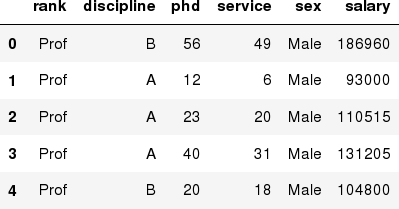 rank discipline phd service sex salary
0 Prof B 56 49 Male 186960
1 Prof A 12 6 Male 93000
2 Prof A 23 20 Male 110515
3 Prof A 40 31 Male 131205
4 Prof B 20 18 Male 104800